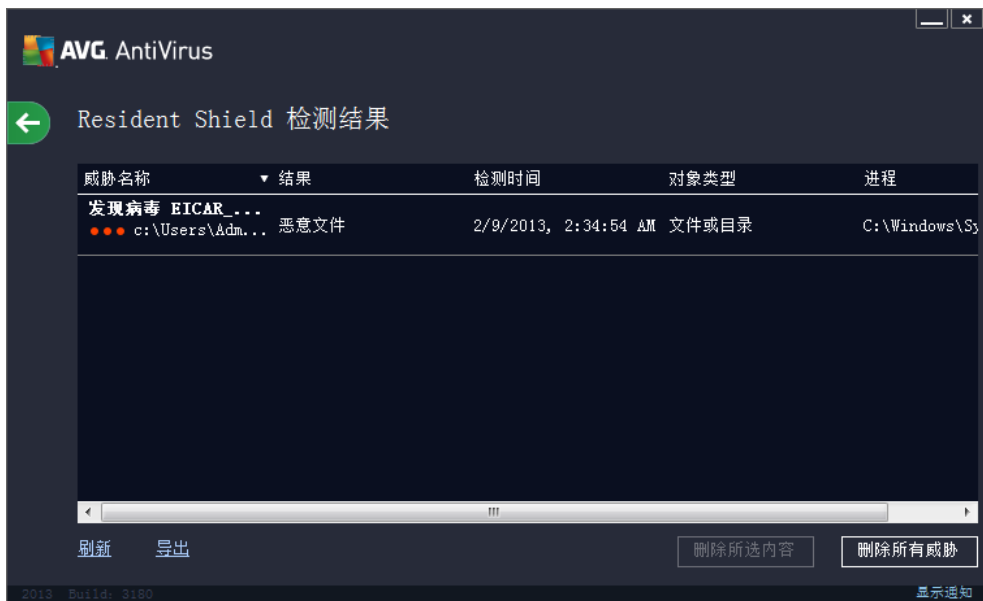 AVG. AntiVirus
Resident Shield 检测结果
威胁名称 结果 检测时间 对象类型 进程
发现病毒 EICAR_...
c:\Users\Adm... 恶意文件 2/9/2013, 2:34:54 AM 文件或目录 C:\Windows\Sy
刷新 导出 删除所选内容 删除所有威胁
2013 Build: 3180 显示通知